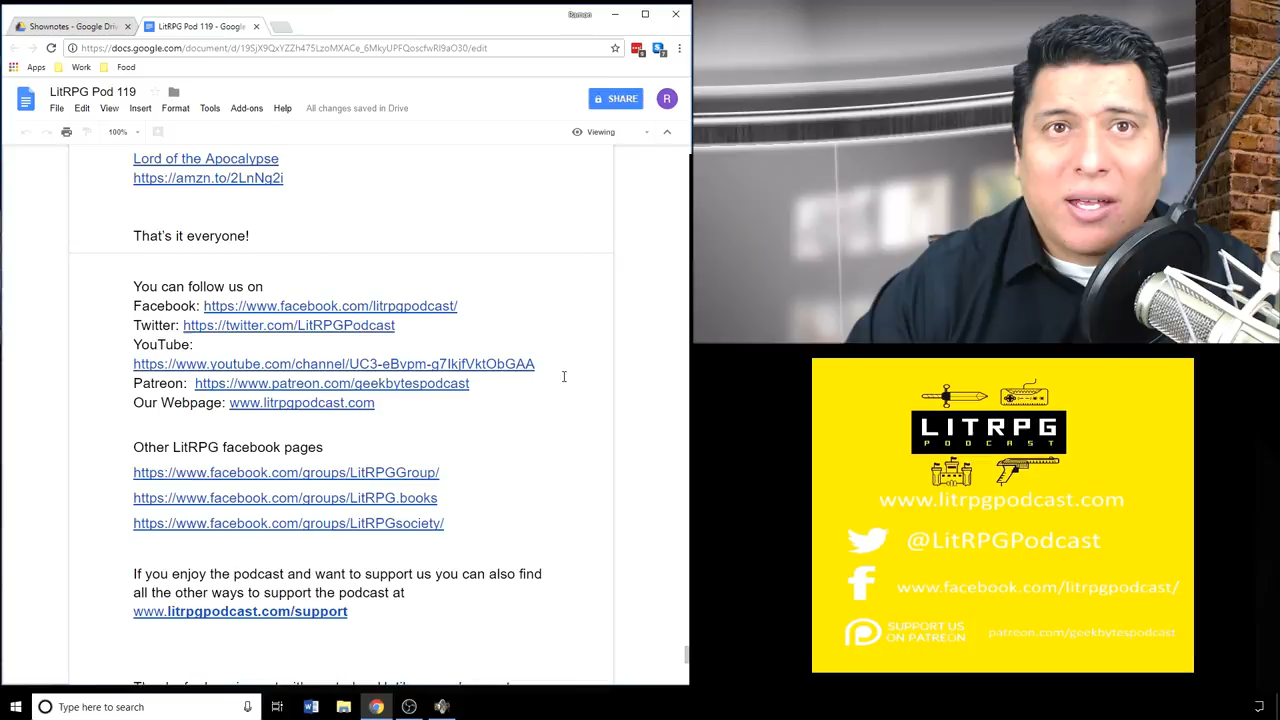 Ramon
Shownotes - Google Driv
LitRPG Pod 119 - Google
https://docs.google.com/document/d/19SjX9QxYZZh475LzoMXACe_6MkyUPFQoscfwRl9aO30/edit
Apps Work Food
LitRPG Pod 119
File Edit View Insert Format Tools Add-ons Help All changes saved in Drive
SHARE
R
100%
Viewing
Lord of the Apocalypse
https://amzn.to/2LnNg2i
That's it everyone!
You can follow us on
Facebook: https://www.facebook.com/litrpgpodcast/
Twitter: https://twitter.com/LitRPGPodcast
YouTube:
https://www.youtube.com/channel/UC3-eBvpm-g7IkjfVktObGAA
Patreon: https://www.patreon.com/geekbytespodcast
Our Webpage: www.litrpgpodcast.com
Other LitRPG facebook pages
https://www.facebook.com/groups/LitRPGGroup/
https://www.facebook.com/groups/LitRPG.books
https://www.facebook.com/groups/LitRPGsociety/
If you enjoy the podcast and want to support us you can also find
all the other ways to support the podcast at
www.litrpgpodcast.com/support
Type here to search
LITRPG
PODCAST
www.litrpgpodcast.com
@LitRPGPodcast
www.facebook.com/litrpgpodcast/
SUPPORT US
ON PATREON
patreon.com/geekbytespodcast